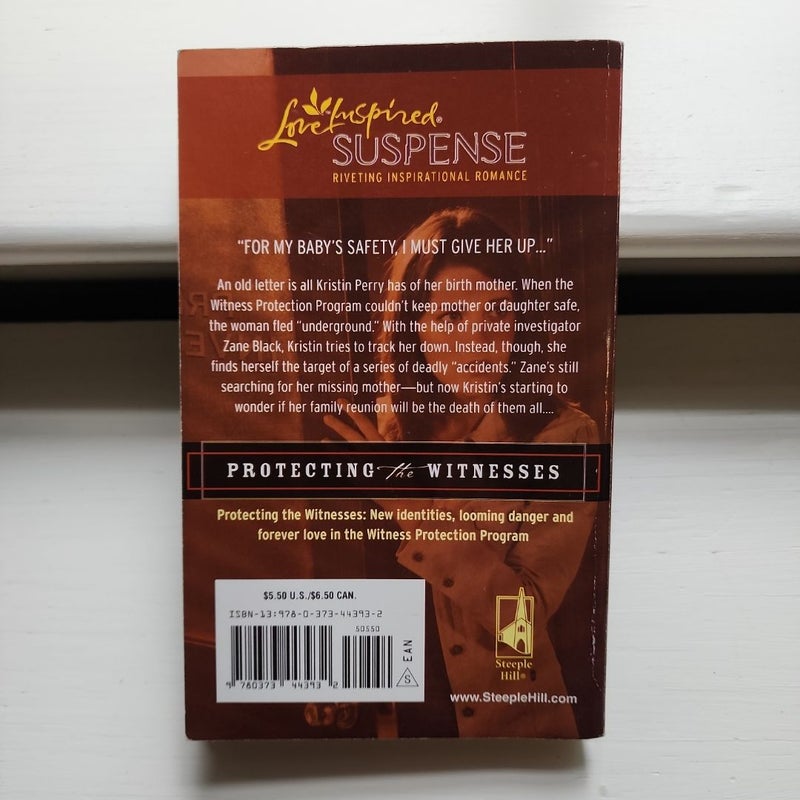 Love Inspired®
SUSPENSE
RIVETING INSPIRATIONAL ROMANCE
“FOR MY BABY’S SAFETY, I MUST GIVE HER UP...”
An old letter is all Kristin Perry has of her birth mother. When the
Witness Protection Program couldn’t keep mother or daughter safe,
the woman fled “underground.” With the help of private investigator
Zane Black, Kristin tries to track her down. Instead, though, she
finds herself the target of a series of deadly “accidents.” Zane’s still
searching for her missing mother—but now Kristin’s starting to
wonder if her family reunion will be the death of them all....
PROTECTING the WITNESSES
Protecting the Witnesses: New identities, looming danger and
forever love in the Witness Protection Program
$5.50 U.S./$6.50 CAN.
ISBN-13:978-0-373-44393-2
50550
9 780373 44393 2
S
EAN
Steeple
Hill®
www.SteepleHill.com